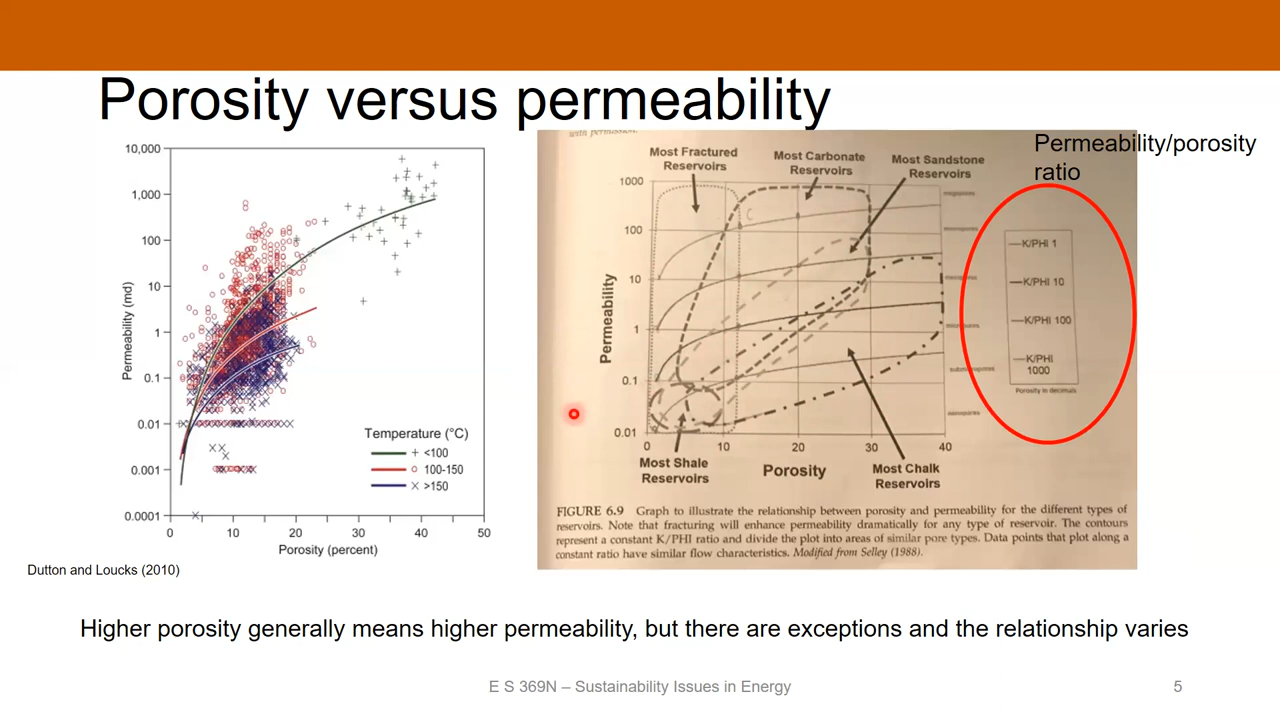 Porosity versus permeability
10,000
1,000
100
10
1
0.1
0.01
0.001
0.0001
Permeability (md)
0
10
20
30
40
50
Porosity (percent)
Temperature (°C)
<100
100-150
>150
Dutton and Loucks (2010)
with permission.
Most Fractured
Reservoirs
Most Carbonate
Reservoirs
Most Sandstone
Reservoirs
1000
100
10
1
0.1
0.01
Permeability
0
10
20
30
40
Porosity
Most Shale
Reservoirs
Most Chalk
Reservoirs
C
Permeability/porosity
ratio
K/PHI 1
K/PHI 10
K/PHI 100
K/PHI
1000
Porosity in decimals
FIGURE 6.9 Graph to illustrate the relationship between porosity and permeability for the different types of
reservoirs. Note that fracturing will enhance permeability dramatically for any type of reservoir. The contours
represent a constant K/PHI ratio and divide the plot into areas of similar pore types. Data points that plot along a
constant ratio have similar flow characteristics. Modified from Selley (1988).
Higher porosity generally means higher permeability, but there are exceptions and the relationship varies
E S 369N – Sustainability Issues in Energy
5